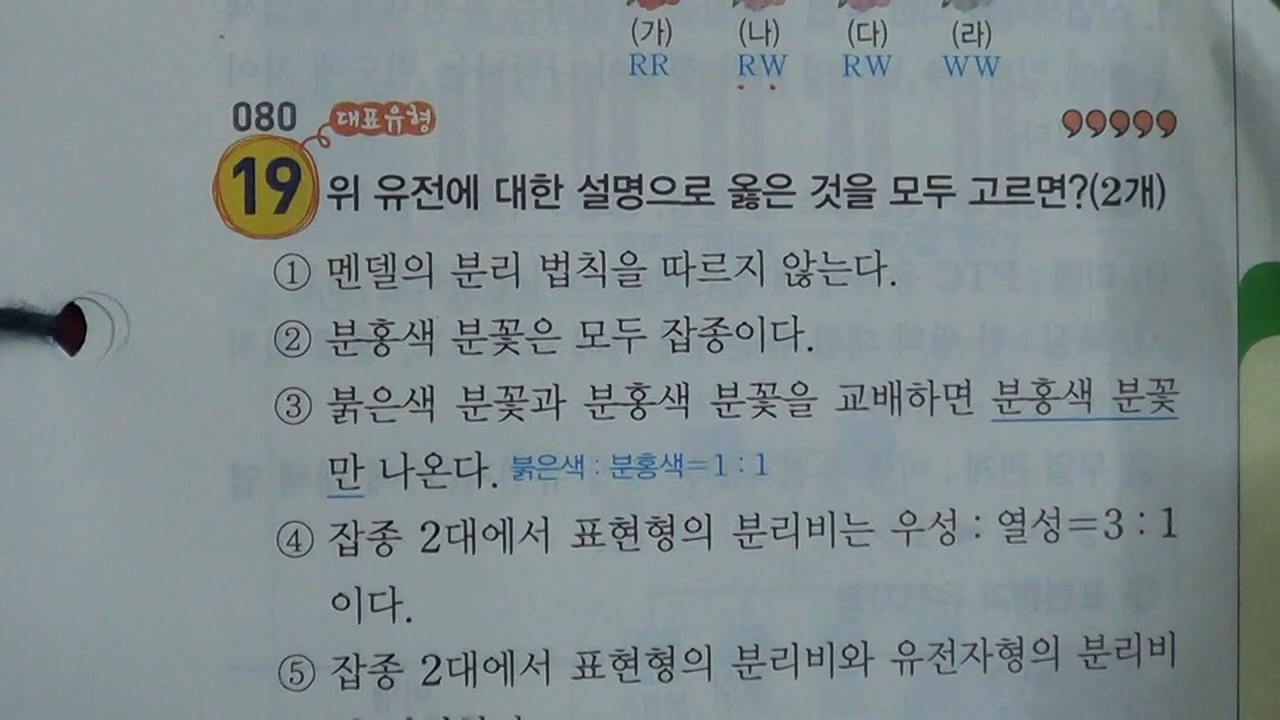 (가) (나) (다) (라)
RR RW RW WW
080 대표유형
19 위 유전에 대한 설명으로 옳은 것을 모두 고르면?(2개)
① 멘델의 분리 법칙을 따르지 않는다.
② 분홍색 분꽃은 모두 잡종이다.
③ 붉은색 분꽃과 분홍색 분꽃을 교배하면 분홍색 분꽃
만 나온다. 붉은색 : 분홍색=1 : 1
④ 잡종 2대에서 표현형의 분리비는 우성 : 열성=3 : 1
이다.
⑤ 잡종 2대에서 표현형의 분리비와 유전자형의 분리비